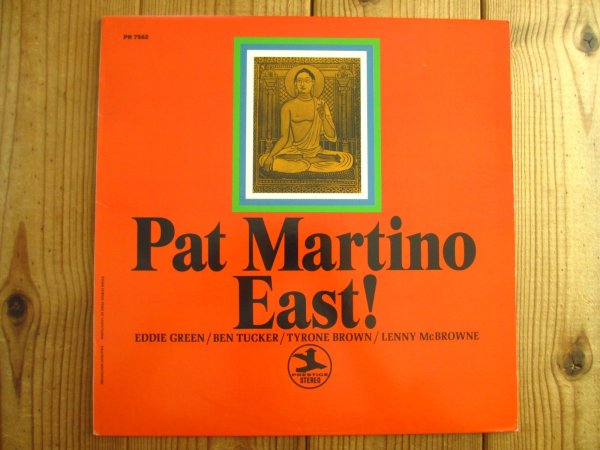 PR 7562
Pat Martino
East!
EDDIE GREEN/BEN TUCKER/TYRONE BROWN/LENNY McBROWNE
PRESTIGE
STEREO